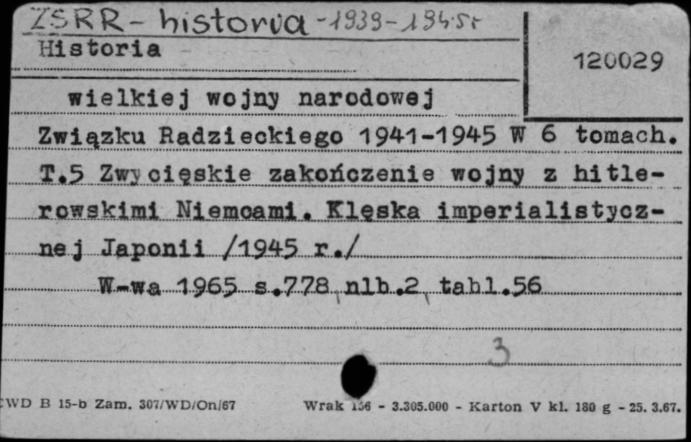 ZSRR - historia - 1939-1945 r
Historia
120029
wielkiej wojny narodowej
Związku Radzieckiego 1941-1945 W 6 tomach.
T.5 Zwycięskie zakończenie wojny z hitle-
rowskimi Niemcami. Klęska imperialistycz-
nej Japonii /1945 r./
W-wa 1965 s.778, nlb.2, tabl.56
3
CWD B 15-b Zam. 307/WD/On/67 Wrak 156 - 3.305.000 - Karton V kl. 180 g - 25. 3.67.